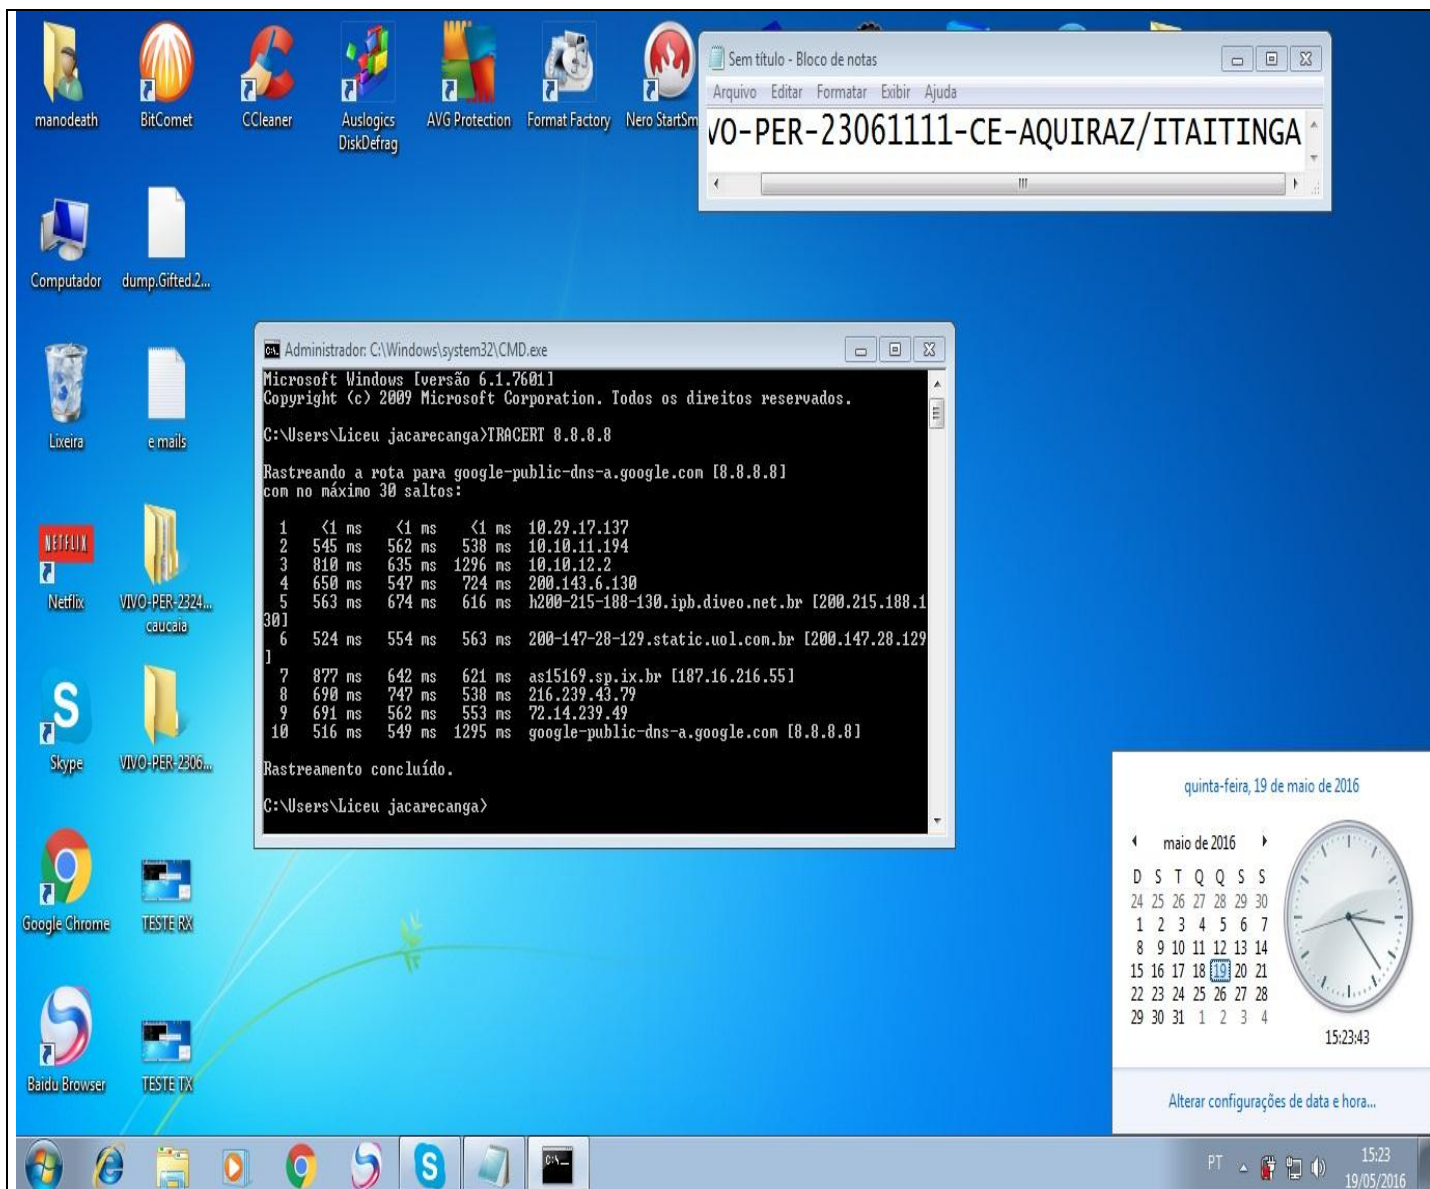 manodeath
BitComet
CCleaner
Auslogics
DiskDefrag
AVG Protection
Format Factory
Nero StartSm
Sem título - Bloco de notas
Arquivo Editar Formatar Exibir Ajuda
VO-PER-23061111-CE-AQUIRAZ/ITAITINGA
Computador
dump.Gifted.2...
Lixeira
e mails
NETFLIX
Netflix
VIVO-PER-2324...
caucaia
Skype
VIVO-PER-2306...
Google Chrome
TESTE RX
Baidu Browser
TESTE TX
Administrador: C:\Windows\system32\CMD.exe
Microsoft Windows [versão 6.1.7601]
Copyright (c) 2009 Microsoft Corporation. Todos os direitos reservados.
C:\Users\Liceu jacarecanga>TRACERT 8.8.8.8
Rastreando a rota para google-public-dns-a.google.com [8.8.8.8]
com no máximo 30 saltos:
1 <1 ms <1 ms <1 ms 10.29.17.137
2 545 ms 562 ms 538 ms 10.10.11.194
3 810 ms 635 ms 1296 ms 10.10.12.2
4 650 ms 547 ms 724 ms 200.143.6.130
5 563 ms 674 ms 616 ms h200-215-188-130.ipb.diveo.net.br [200.215.188.1
30]
6 524 ms 554 ms 563 ms 200-147-28-129.static.uol.com.br [200.147.28.129
]
7 877 ms 642 ms 621 ms as15169.sp.ix.br [187.16.216.55]
8 690 ms 747 ms 538 ms 216.239.43.79
9 691 ms 562 ms 553 ms 72.14.239.49
10 516 ms 549 ms 1295 ms google-public-dns-a.google.com [8.8.8.8]
Rastreamento concluído.
C:\Users\Liceu jacarecanga>
quinta-feira, 19 de maio de 2016
maio de 2016
D S T Q Q S S
24 25 26 27 28 29 30
1 2 3 4 5 6 7
8 9 10 11 12 13 14
15 16 17 18 19 20 21
22 23 24 25 26 27 28
29 30 31 1 2 3 4
15:23:43
Alterar configurações de data e hora...
PT
15:23
19/05/2016